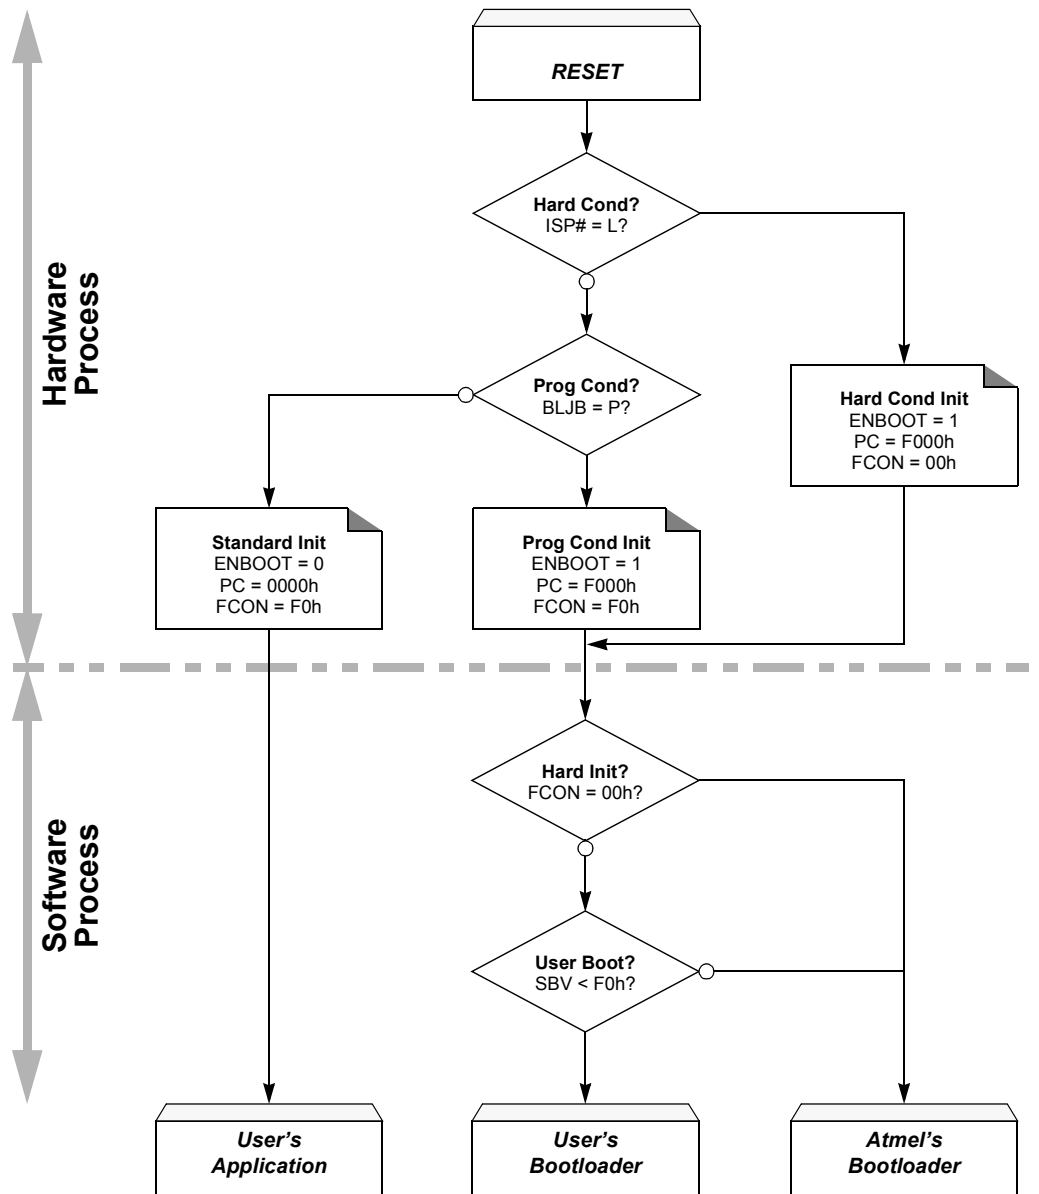 RESET
Hard Cond?
ISP# = L?
Hardware
Process
Prog Cond?
BLJB = P?
Hard Cond Init
ENBOOT = 1
PC = F000h
FCON = 00h
Standard Init
ENBOOT = 0
PC = 0000h
FCON = F0h
Prog Cond Init
ENBOOT = 1
PC = F000h
FCON = F0h
Software
Process
Hard Init?
FCON = 00h?
User Boot?
SBV < F0h?
User's
Application
User's
Bootloader
Atmel's
Bootloader